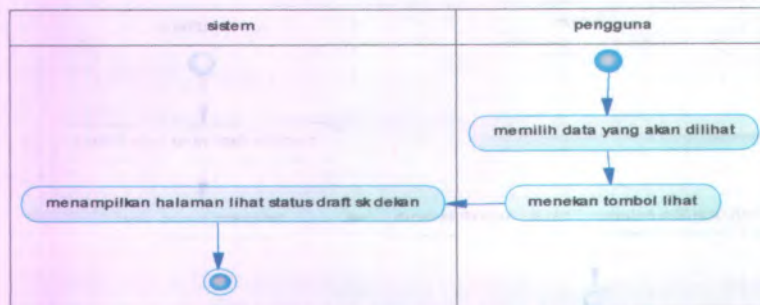 sistem
pengguna
memilih data yang akan dilihat
menekan tombol lihat
menampilkan halaman lihat status draft sk dekan